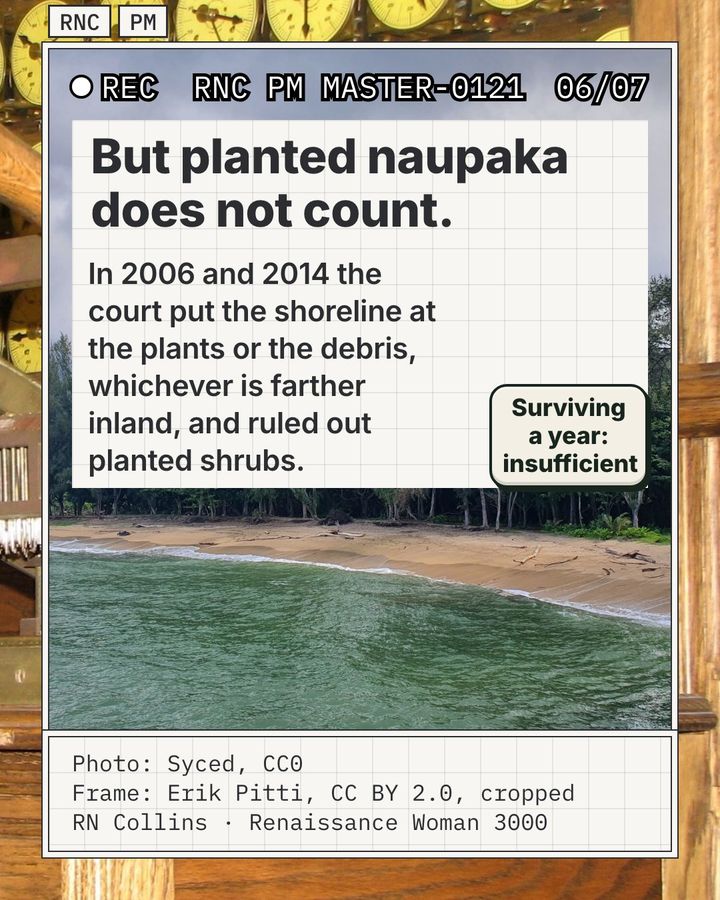 RNC PM
REC RNC PM MASTER-0121 06/07
But planted naupaka
does not count.
In 2006 and 2014 the
court put the shoreline at
the plants or the debris,
whichever is farther
inland, and ruled out
planted shrubs.
Surviving
a year:
insufficient
Photo: Syced, CC0
Frame: Erik Pitti, CC BY 2.0, cropped
RN Collins · Renaissance Woman 3000